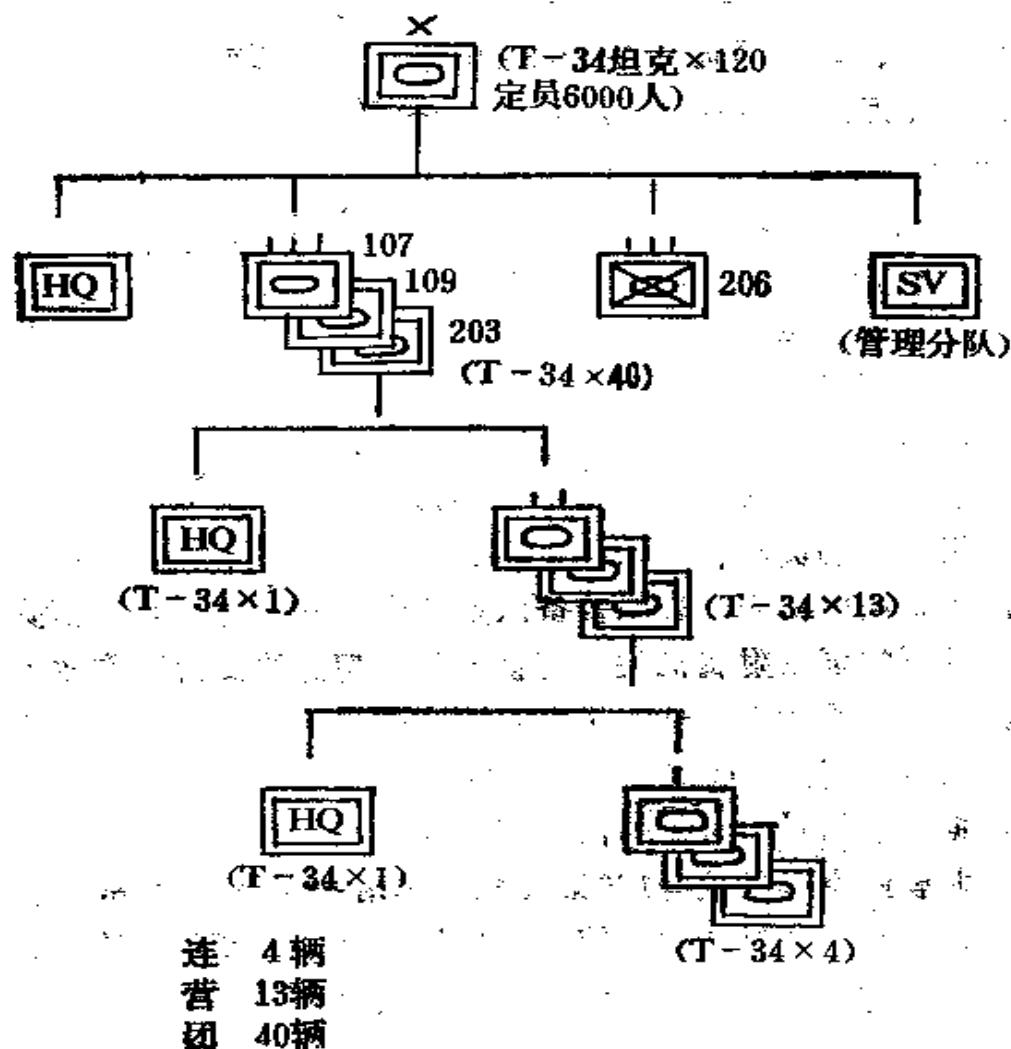 (T-34坦克×120
定员6000人)
HQ
107
109
203
(T-34×40)
206
SV
(管理分队)
HQ
(T-34×1)
(T-34×13)
HQ
(T-34×1)
(T-34×4)
连 4辆
营 13辆
团 40辆